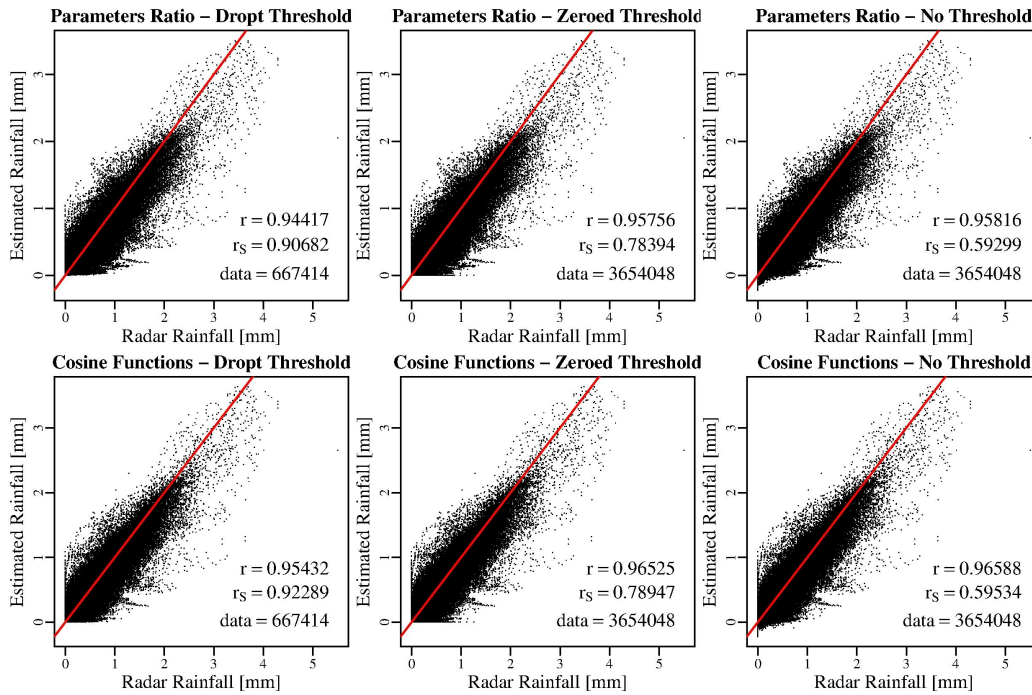 Parameters Ratio − Dropt Threshold
Estimated Rainfall [mm]
3
2
1
0
r = 0.94417
rS = 0.90682
data = 667414
0 1 2 3 4 5
Radar Rainfall [mm]
Parameters Ratio − Zeroed Threshold
Estimated Rainfall [mm]
3
2
1
0
r = 0.95756
rS = 0.78394
data = 3654048
0 1 2 3 4 5
Radar Rainfall [mm]
Parameters Ratio − No Threshold
Estimated Rainfall [mm]
3
2
1
0
r = 0.95816
rS = 0.59299
data = 3654048
0 1 2 3 4 5
Radar Rainfall [mm]
Cosine Functions − Dropt Threshold
Estimated Rainfall [mm]
3
2
1
0
r = 0.95432
rS = 0.92289
data = 667414
0 1 2 3 4 5
Radar Rainfall [mm]
Cosine Functions − Zeroed Threshold
Estimated Rainfall [mm]
3
2
1
0
r = 0.96525
rS = 0.78947
data = 3654048
0 1 2 3 4 5
Radar Rainfall [mm]
Cosine Functions − No Threshold
Estimated Rainfall [mm]
3
2
1
0
r = 0.96588
rS = 0.59534
data = 3654048
0 1 2 3 4 5
Radar Rainfall [mm]